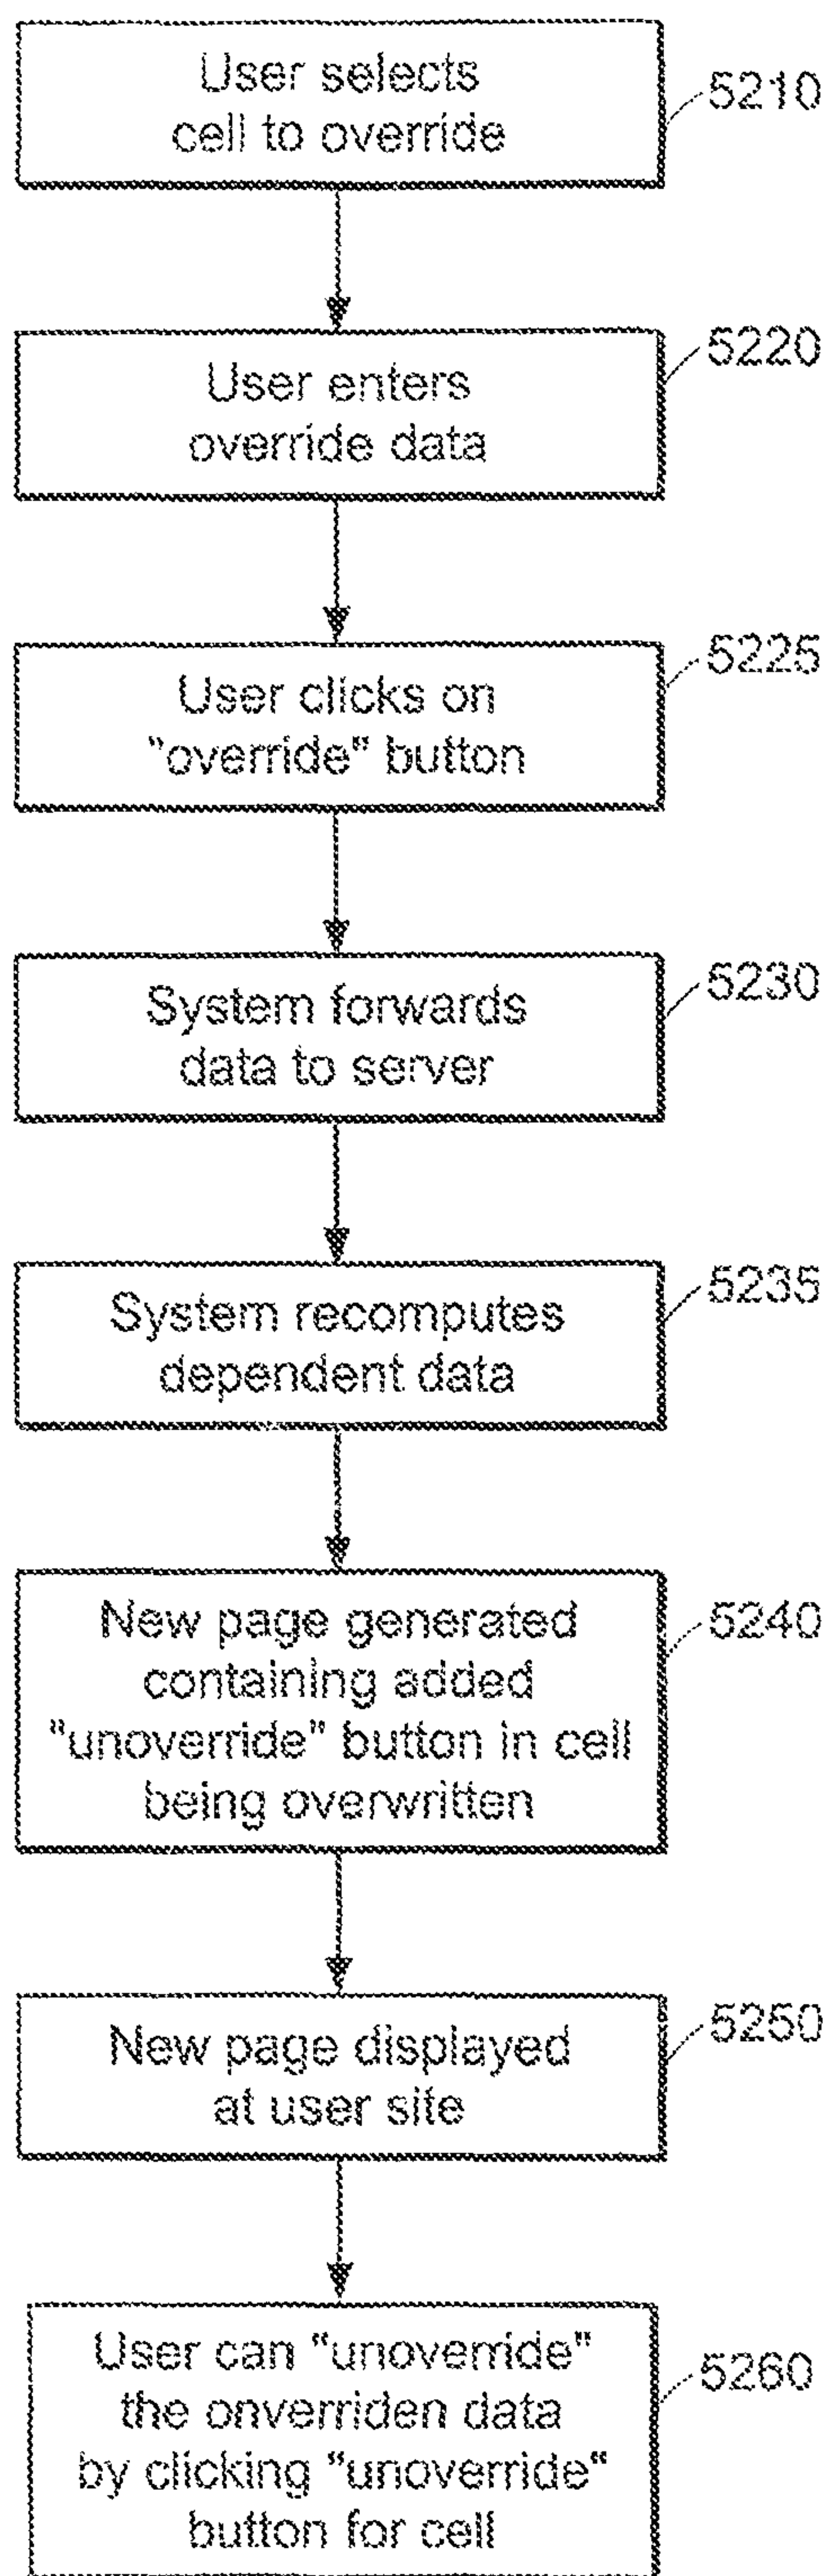 User selects
cell to override
5210
User enters
override data
5220
User clicks on
"override" button
5225
System forwards
data to server
5230
System recomputes
dependent data
5235
New page generated
containing added
"unoverride" button in cell
being overwritten
5240
New page displayed
at user site
5250
User can "unoverride"
the onverriden data
by clicking "unoverride"
button for cell
5260